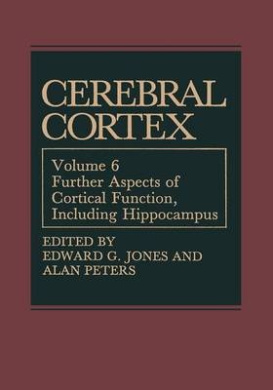 CEREBRAL
CORTEX
Volume 6
Further Aspects of
Cortical Function,
Including Hippocampus
EDITED BY
EDWARD G. JONES AND
ALAN PETERS